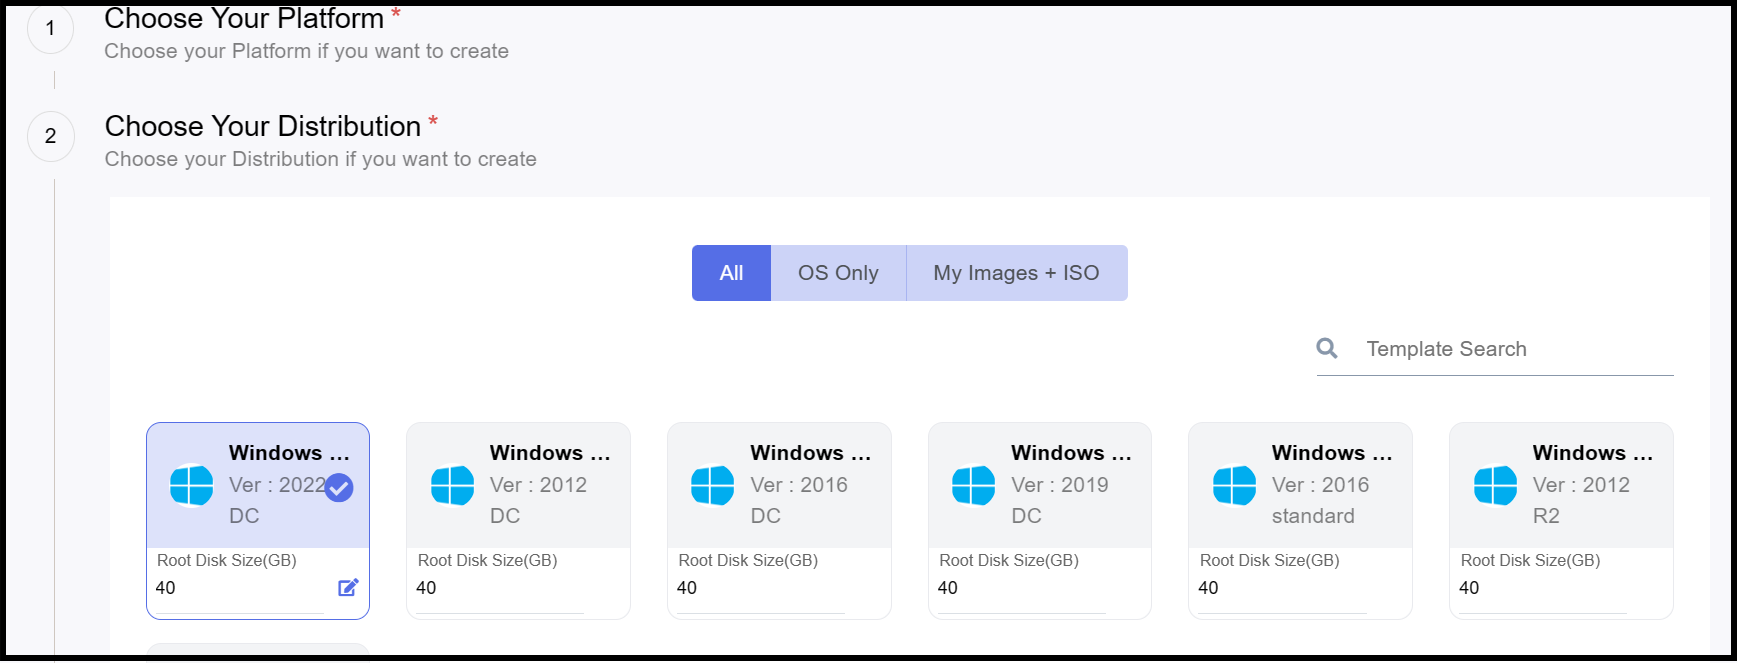 1
Choose Your Platform *
Choose your Platform if you want to create
2
Choose Your Distribution *
Choose your Distribution if you want to create
All
OS Only
My Images + ISO
Template Search
Windows ...
Ver : 2022
DC
Root Disk Size(GB)
40
Windows ...
Ver : 2012
DC
Root Disk Size(GB)
40
Windows ...
Ver : 2016
DC
Root Disk Size(GB)
40
Windows ...
Ver : 2019
DC
Root Disk Size(GB)
40
Windows ...
Ver : 2016
standard
Root Disk Size(GB)
40
Windows ...
Ver : 2012
R2
Root Disk Size(GB)
40